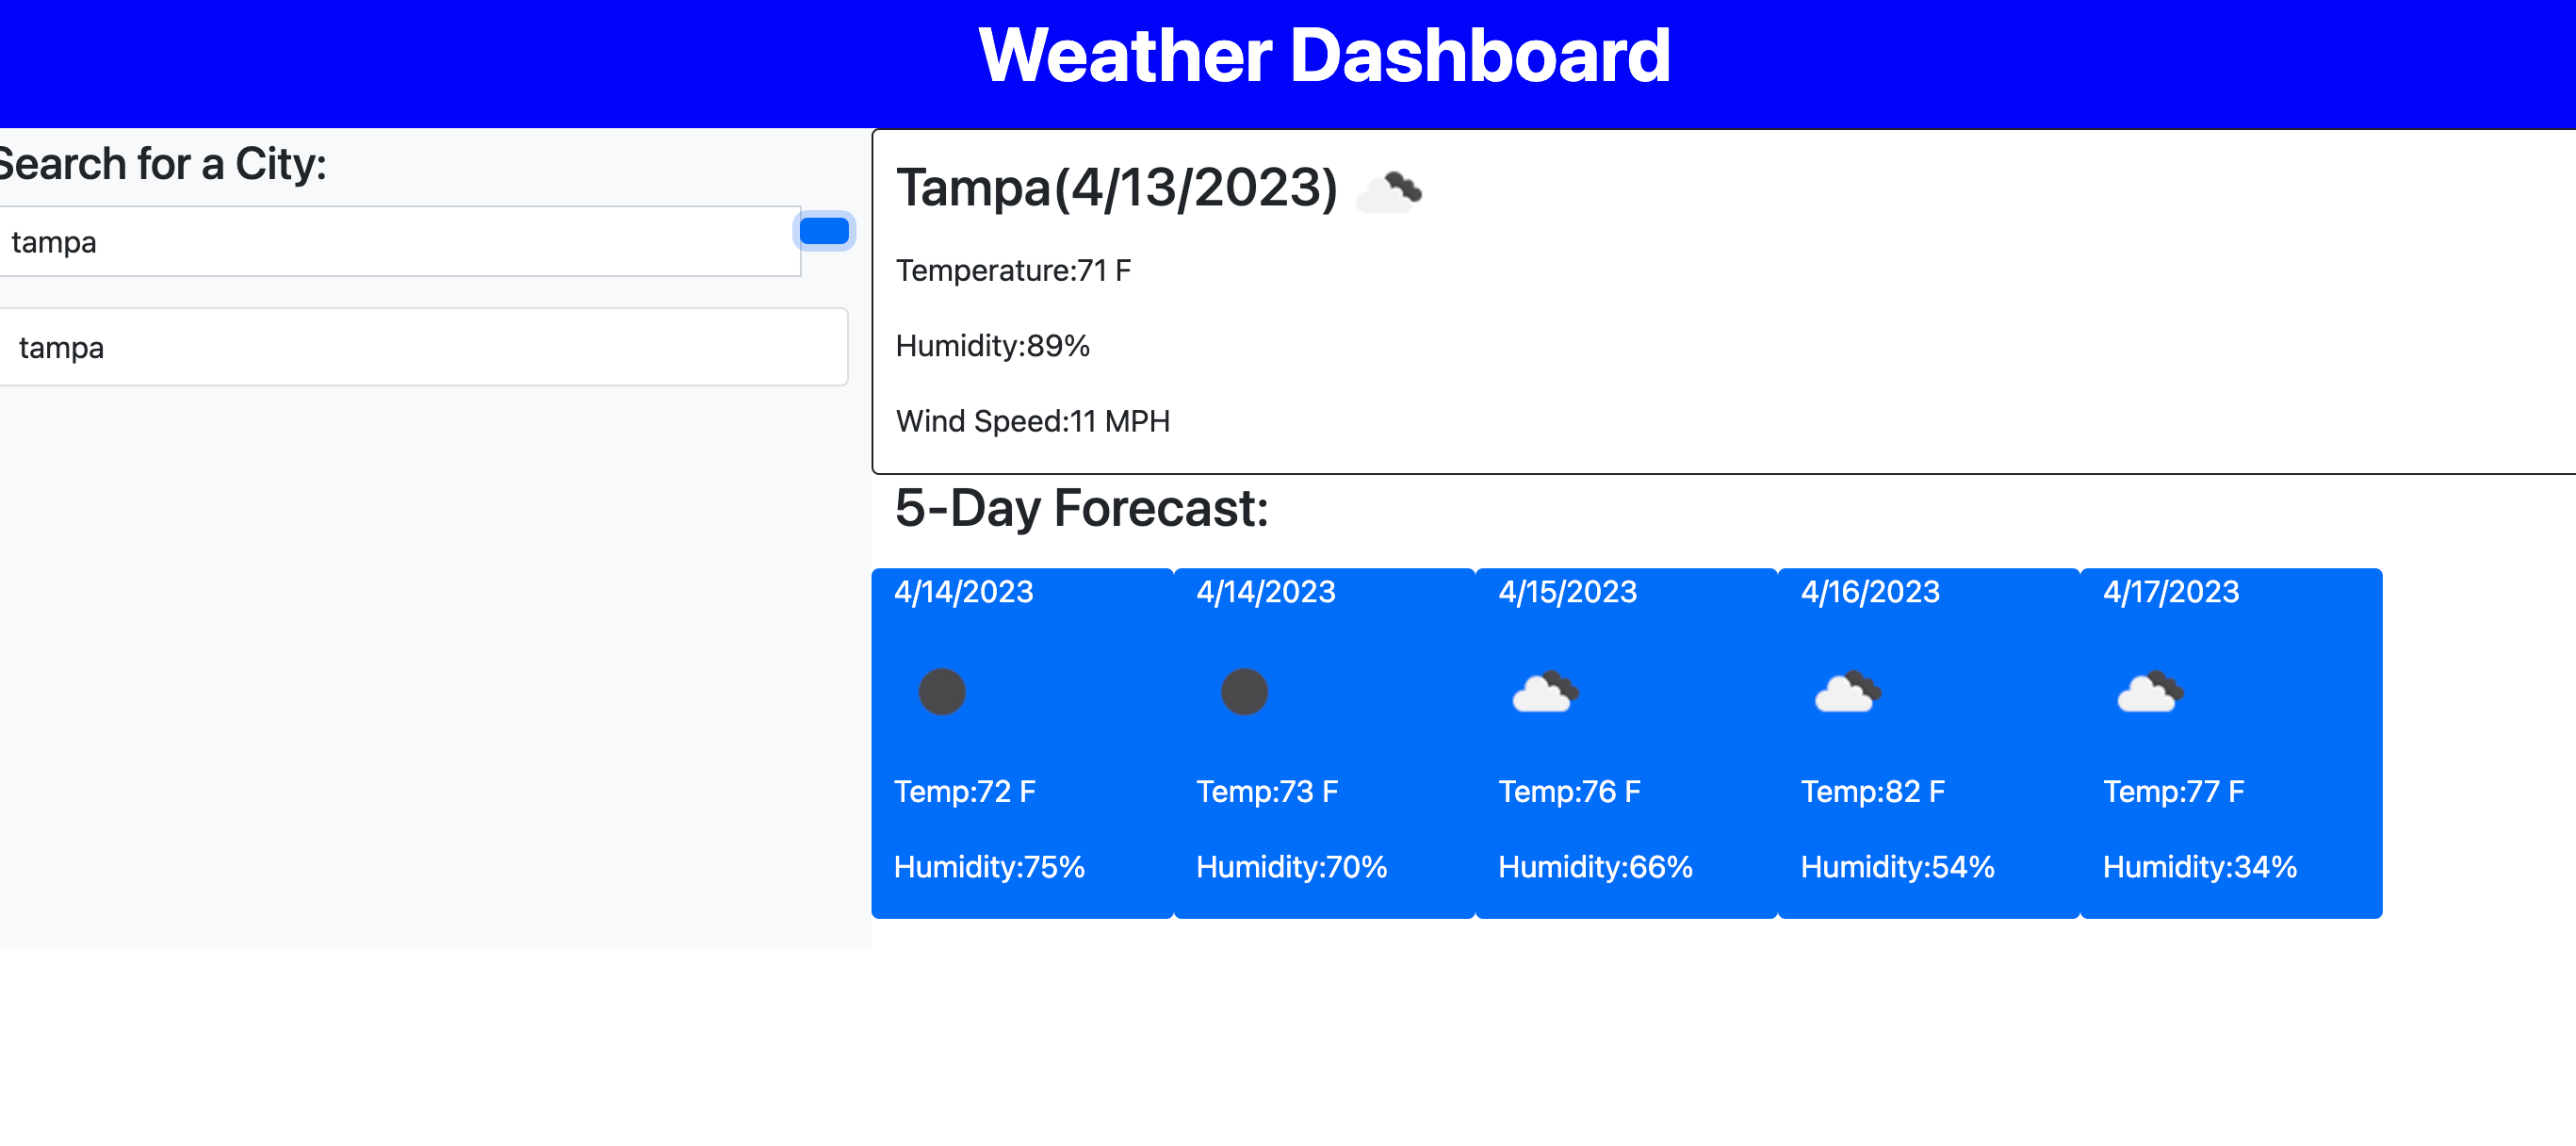 Weather Dashboard
Search for a City:
tampa
tampa
Tampa(4/13/2023)
Temperature:71 F
Humidity:89%
Wind Speed:11 MPH
5-Day Forecast:
4/14/2023
Temp:72 F
Humidity:75%
4/14/2023
Temp:73 F
Humidity:70%
4/15/2023
Temp:76 F
Humidity:66%
4/16/2023
Temp:82 F
Humidity:54%
4/17/2023
Temp:77 F
Humidity:34%